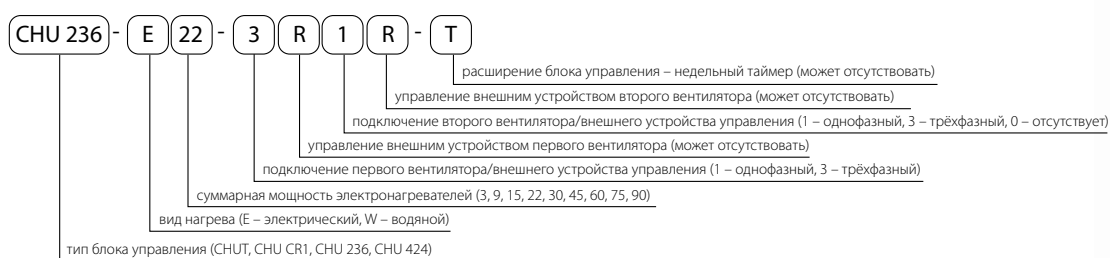 CHU 236 - E 22 - 3 R 1 R - T
расширение блока управления – недельный таймер (может отсутствовать)
управление внешним устройством второго вентилятора (может отсутствовать)
подключение второго вентилятора/внешнего устройства управления (1 – однофазный, 3 – трёхфазный, 0 – отсутствует)
управление внешним устройством первого вентилятора (может отсутствовать)
подключение первого вентилятора/внешнего устройства управления (1 – однофазный, 3 – трёхфазный)
суммарная мощность электронагревателей (3, 9, 15, 22, 30, 45, 60, 75, 90)
вид нагрева (E – электрический, W – водяной)
тип блока управления (CHUT, CHU CR1, CHU 236, CHU 424)